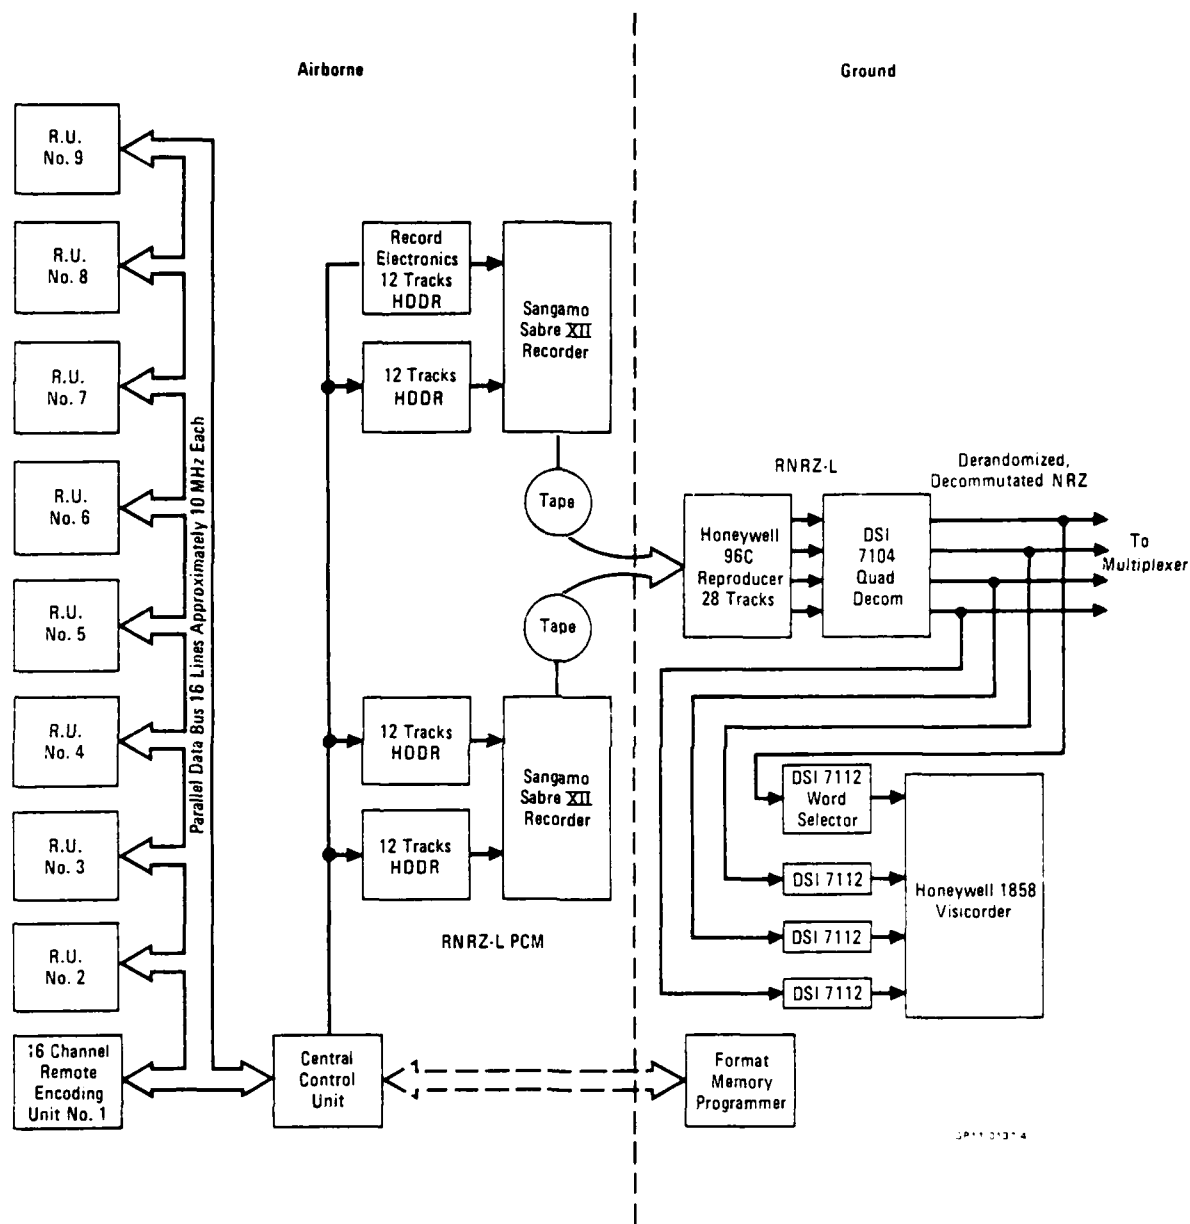 Airborne
Ground
R.U.
No. 9
R.U.
No. 8
R.U.
No. 7
R.U.
No. 6
R.U.
No. 5
R.U.
No. 4
R.U.
No. 3
R.U.
No. 2
16 Channel
Remote
Encoding
Unit No. 1
Parallel Data Bus 16 Lines Approximately 10 MHz Each
Record
Electronics
12 Tracks
HDDR
12 Tracks
HDDR
Sangamo
Sabre XII
Recorder
Tape
Tape
12 Tracks
HDDR
12 Tracks
HDDR
Sangamo
Sabre XII
Recorder
RNRZ-L PCM
Central
Control
Unit
RNRZ-L
Derandomized,
Decommutated NRZ
Honeywell
96C
Reproducer
28 Tracks
DSI
7104
Quad
Decom
To
Multiplexer
DSI 7112
Word
Selector
DSI 7112
DSI 7112
DSI 7112
Honeywell 1858
Visicorder
Format
Memory
Programmer